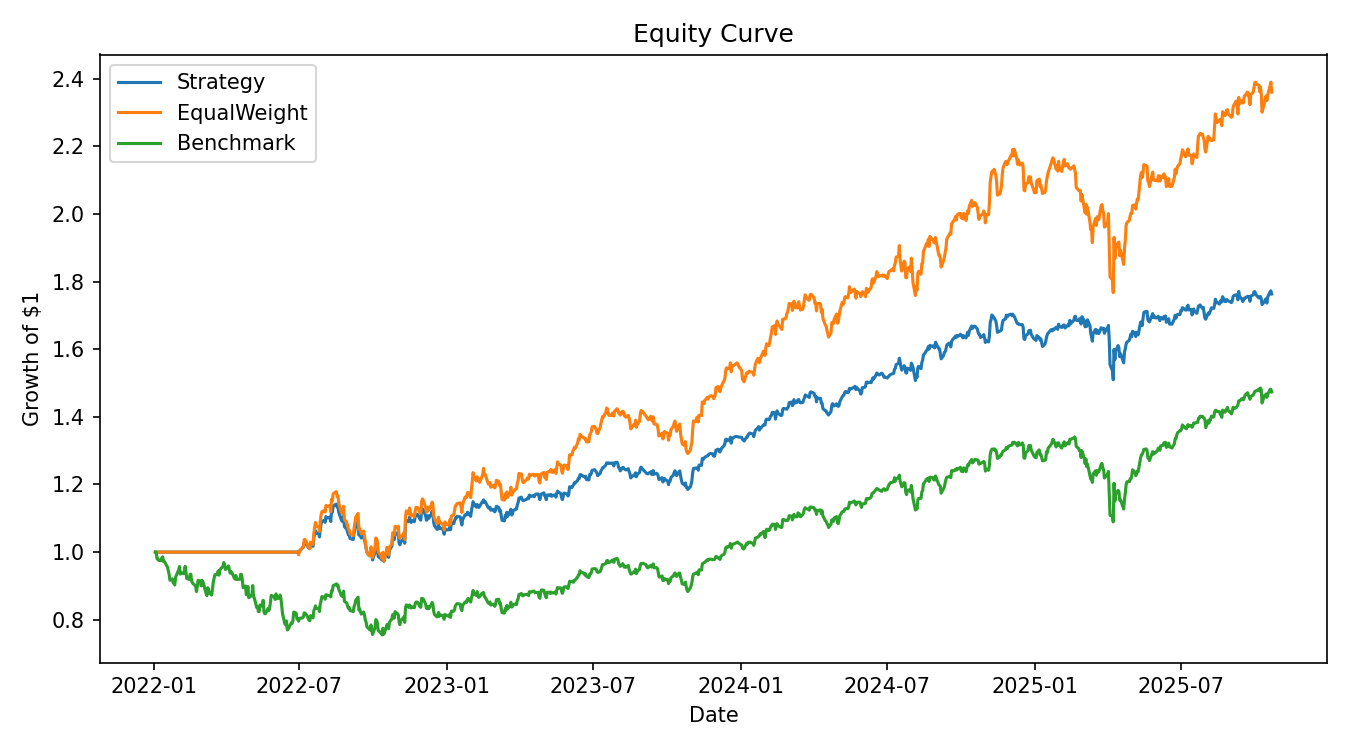 Equity Curve
Strategy
EqualWeight
Benchmark
2.4
2.2
2.0
1.8
1.6
1.4
1.2
1.0
0.8
Growth of $1
2022-01 2022-07 2023-01 2023-07 2024-01 2024-07 2025-01 2025-07
Date